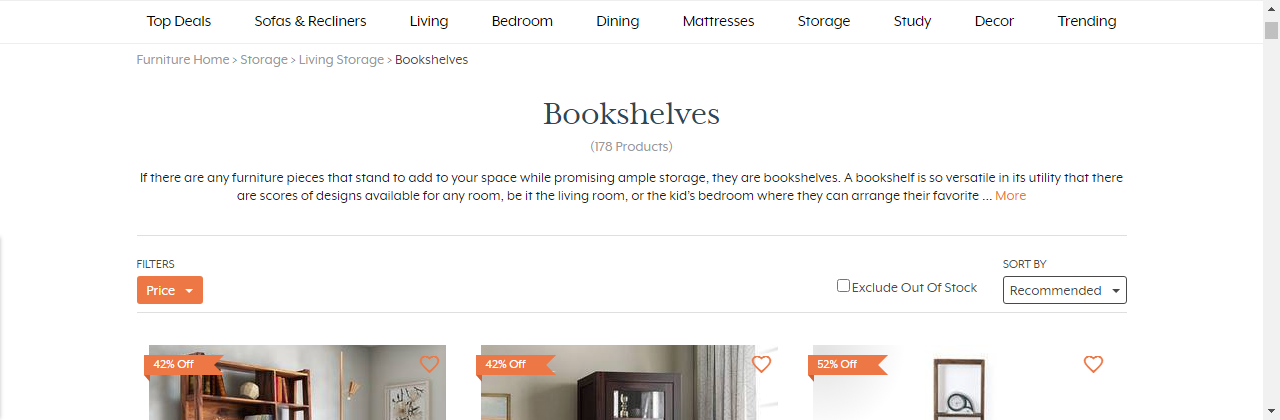 Top Deals Sofas & Recliners Living Bedroom Dining Mattresses Storage Study Decor Trending
Furniture Home > Storage > Living Storage > Bookshelves
Bookshelves
(178 Products)
If there are any furniture pieces that stand to add to your space while promising ample storage, they are bookshelves. A bookshelf is so versatile in its utility that there
are scores of designs available for any room, be it the living room, or the kid's bedroom where they can arrange their favorite ... More
FILTERS
SORT BY
Price
Exclude Out Of Stock
Recommended
42% Off
42% Off
52% Off